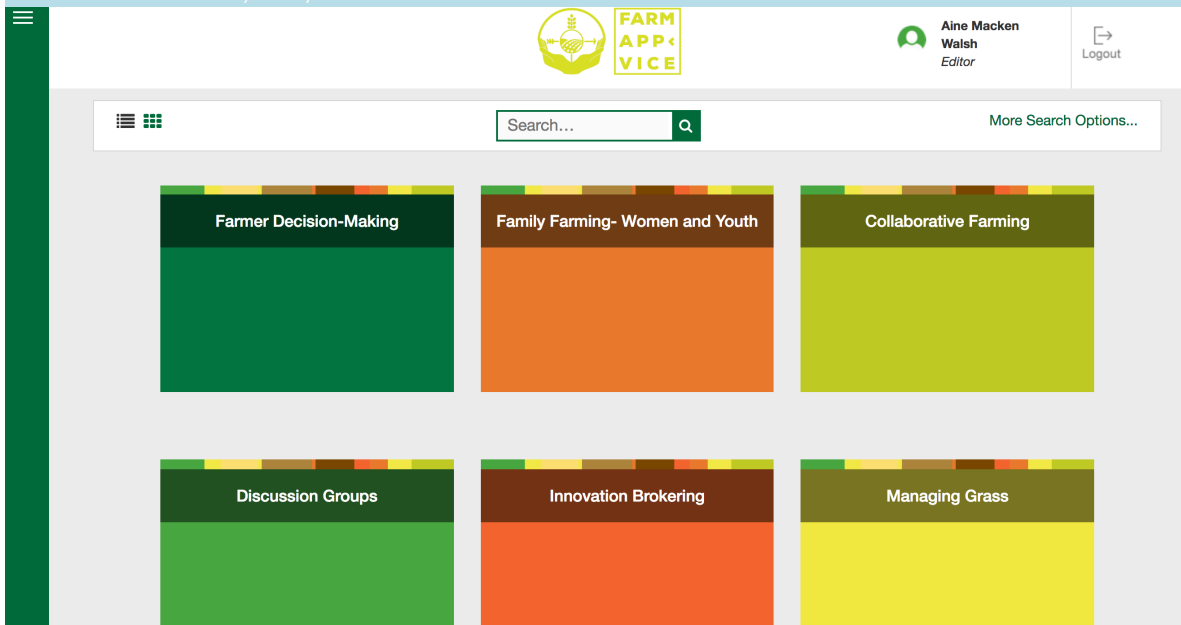 FARM
APP<
VICE
Aine Macken
Walsh
Editor
Logout
Search...
More Search Options...
Farmer Decision-Making
Family Farming- Women and Youth
Collaborative Farming
Discussion Groups
Innovation Brokering
Managing Grass